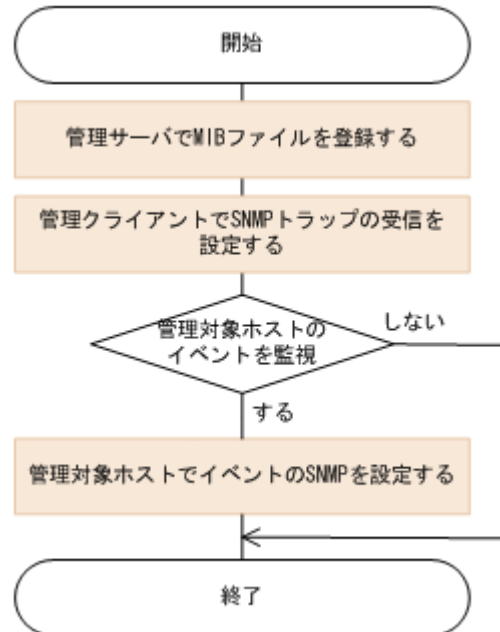 開始
管理サーバでMIBファイルを登録する
管理クライアントでSNMPトラップの受信を
設定する
管理対象ホストの
イベントを監視
しない
する
管理対象ホストでイベントのSNMPを設定する
終了